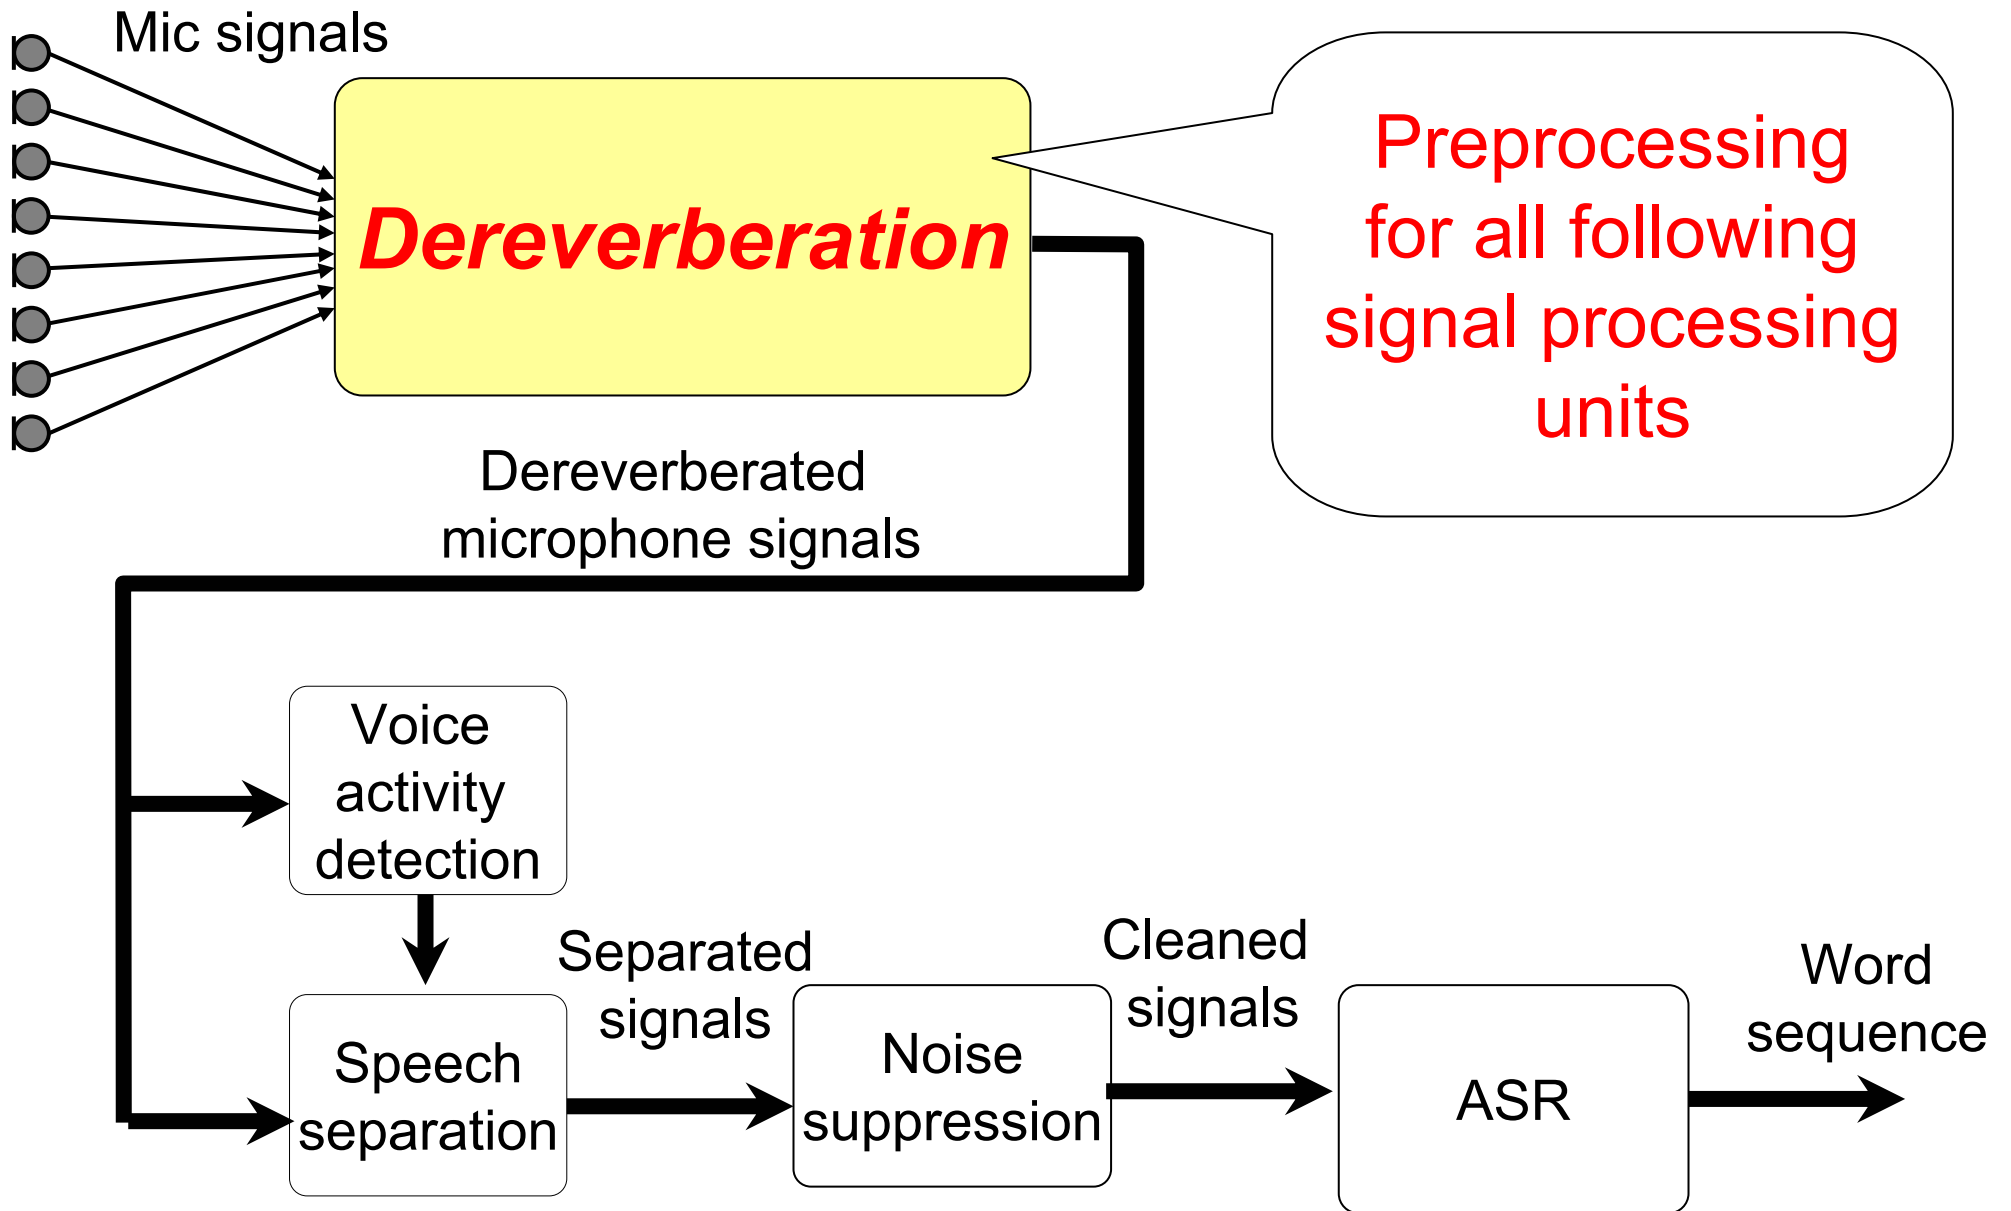 Mic signals
Dereverberation
Preprocessing
for all following
signal processing
units
Dereverberated
microphone signals
Voice
activity
detection
Speech
separation
Separated
signals
Noise
suppression
Cleaned
signals
ASR
Word
sequence